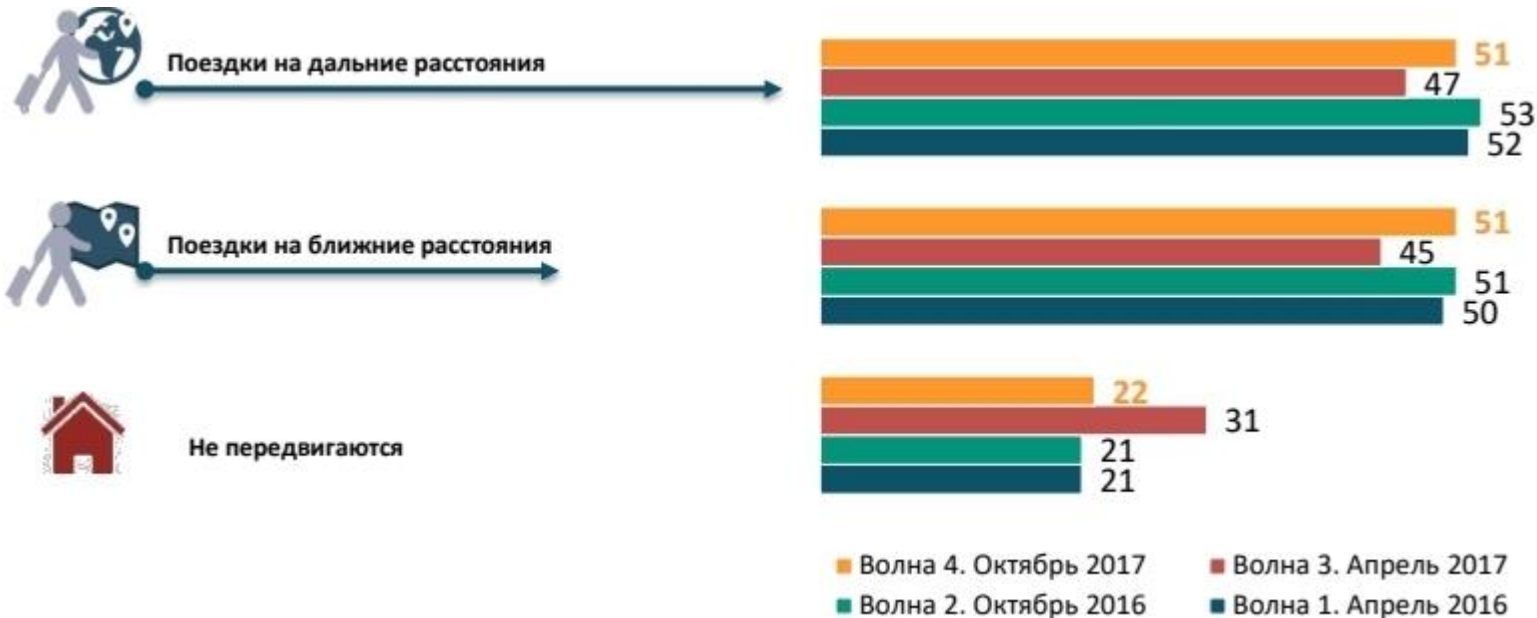 Поездки на дальние расстояния
51
47
53
52
Поездки на ближние расстояния
51
45
51
50
Не передвигаются
22
31
21
21
Волна 4. Октябрь 2017
Волна 3. Апрель 2017
Волна 2. Октябрь 2016
Волна 1. Апрель 2016